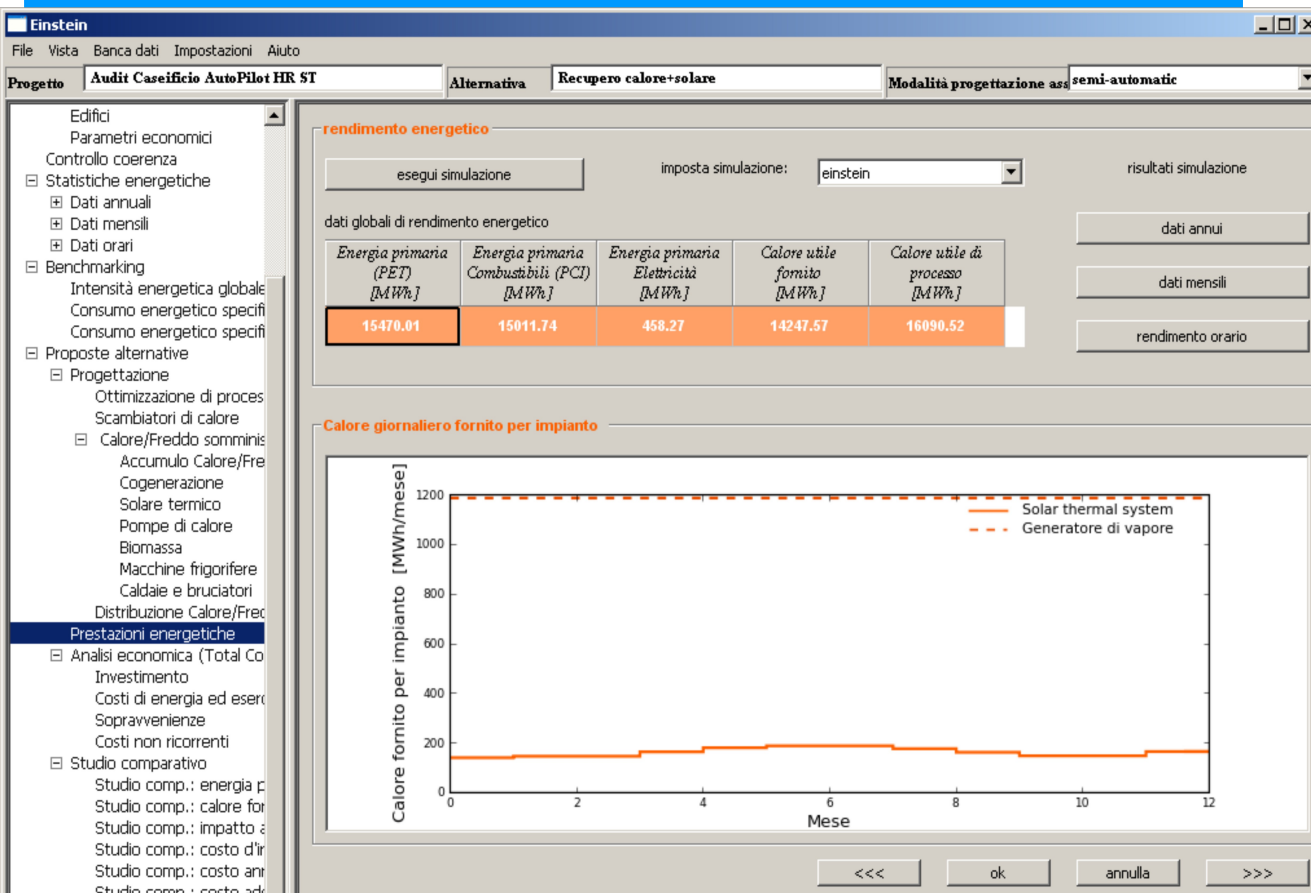 Einstein
File Vista Banca dati Impostazioni Aiuto
Progetto Audit Caseificio AutoPilot HR ST Alternativa Recupero calore+solare Modalità progettazione ass semi-automatic
Edifici
Parametri economici
Controllo coerenza
Statistiche energetiche
Dati annuali
Dati mensili
Dati orari
Benchmarking
Intensità energetica globale
Consumo energetico specifi
Consumo energetico specifi
Proposte alternative
Progettazione
Ottimizzazione di proces
Scambiatori di calore
Calore/Freddo somminis
Accumulo Calore/Fre
Cogenerazione
Solare termico
Pompe di calore
Biomassa
Macchine frigorifere
Caldaie e bruciatori
Distribuzione Calore/Fred
Prestazioni energetiche
Analisi economica (Total Co
Investimento
Costi di energia ed eserc
Sopravvenienze
Costi non ricorrenti
Studio comparativo
Studio comp.: energia p
Studio comp.: calore for
Studio comp.: impatto a
Studio comp.: costo d'ir
Studio comp.: costo anr
Studio comp.: costo add
rendimento energetico
esegui simulazione imposta simulazione: einstein risultati simulazione
dati globali di rendimento energetico
dati annui
Energia primaria Energia primaria Energia primaria Calore utile Calore utile di
(PET) Combustibili (PCI) Elettricità fornito processo
[MWh] [MWh] [MWh] [MWh] [MWh]
dati mensili
15470.01 15011.74 458.27 14247.57 16090.52
rendimento orario
Calore giornaliero fornito per impianto
Calore fornito per impianto [MWh/mese]
1200
1000
800
600
400
200
0
Solar thermal system
Generatore di vapore
0 2 4 6 8 10 12
Mese
<<< ok annulla >>>